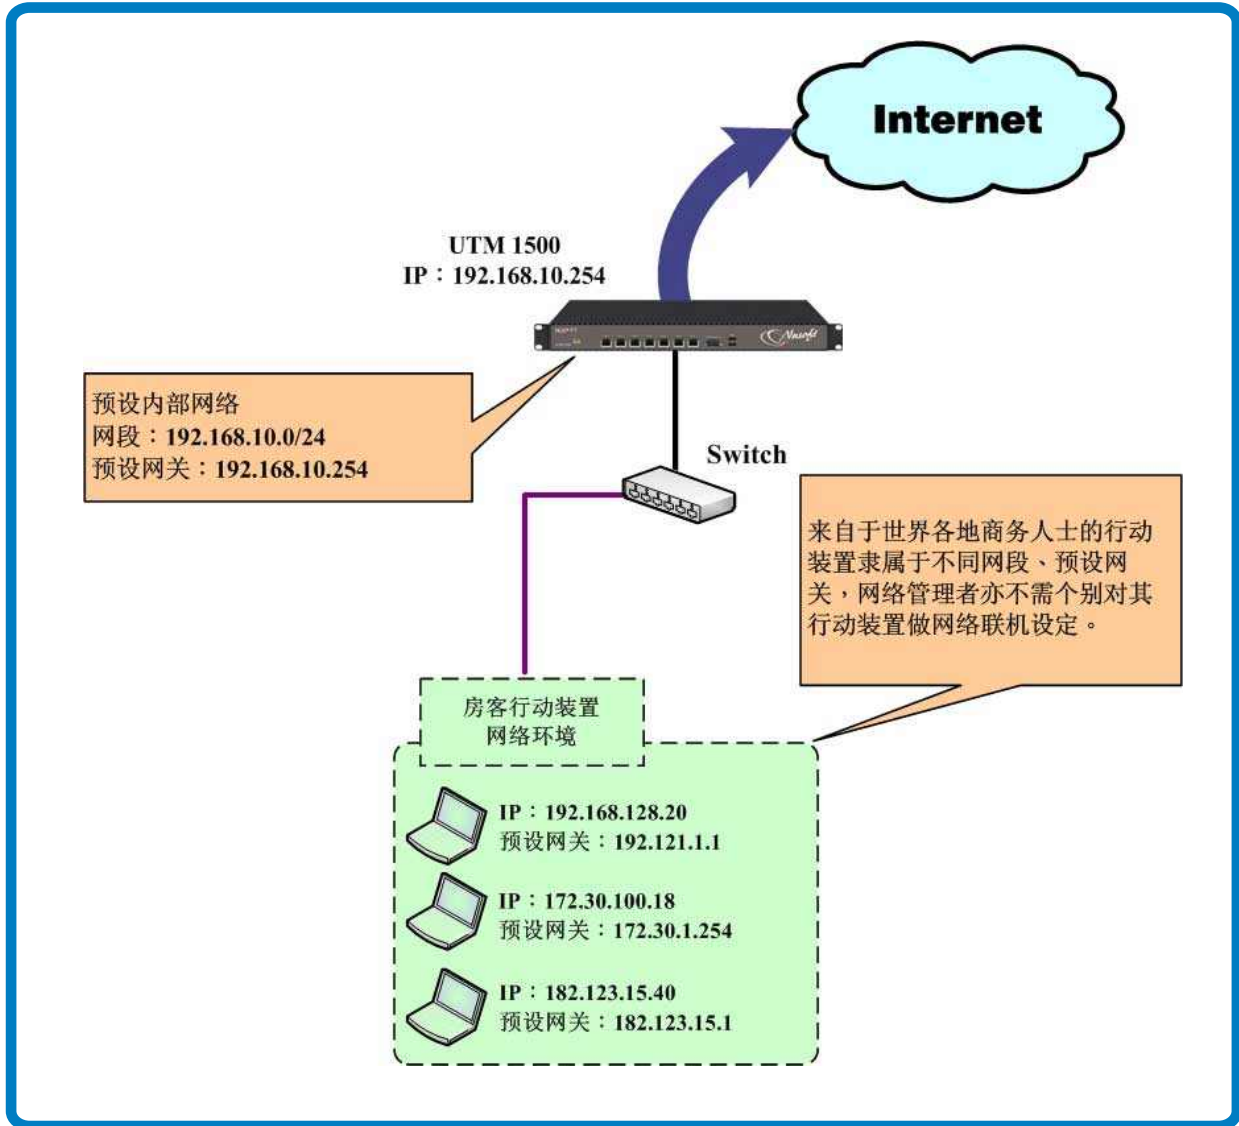 Internet
UTM 1500
IP：192.168.10.254
Nusoft
预设内部网络
网段：192.168.10.0/24
预设网关：192.168.10.254
Switch
来自于世界各地商务人士的行动
装置隶属于不同网段、预设网
关，网络管理者亦不需个别对其
行动装置做网络联机设定。
房客行动装置
网络环境
IP：192.168.128.20
预设网关：192.121.1.1
IP：172.30.100.18
预设网关：172.30.1.254
IP：182.123.15.40
预设网关：182.123.15.1